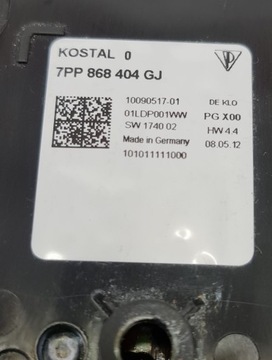 KOSTAL 0
7PP 868 404 GJ
10090517-01 DE KLO
01LDP001WW PG X00
SW 1740 02 HW 4.4
Made in Germany 08.05.12
101011111000